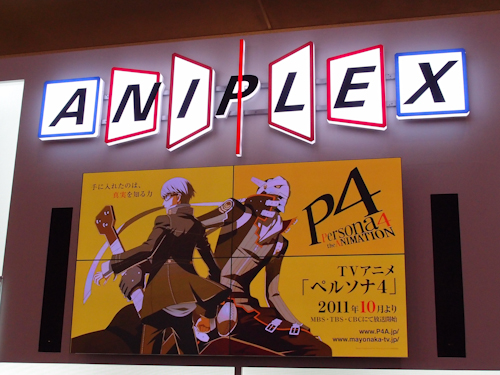 ANIPLEX
手に入れたのは、
真実を知る力
P4
Persona4
the ANIMATION
TVアニメ
「ペルソナ4」
2011年10月より
MBS・TBS・CBCにて放送開始
www.P4A.jp/
www.mayonaka-tv.jp/